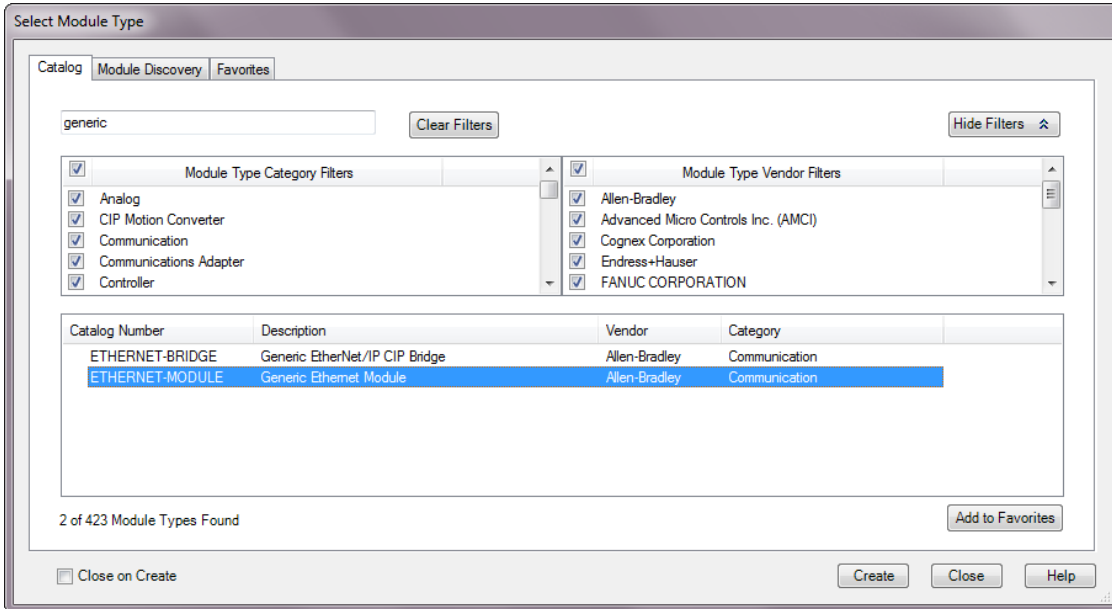 Select Module Type
Catalog Module Discovery Favorites
generic Clear Filters Hide Filters
Module Type Category Filters Module Type Vendor Filters
Analog Allen-Bradley
CIP Motion Converter Advanced Micro Controls Inc. (AMCI)
Communication Cognex Corporation
Communications Adapter Endress+Hauser
Controller FANUC CORPORATION
Catalog Number Description Vendor Category
ETHERNET-BRIDGE Generic EtherNet/IP CIP Bridge Allen-Bradley Communication
ETHERNET-MODULE Generic Ethernet Module Allen-Bradley Communication
2 of 423 Module Types Found Add to Favorites
Close on Create Create Close Help